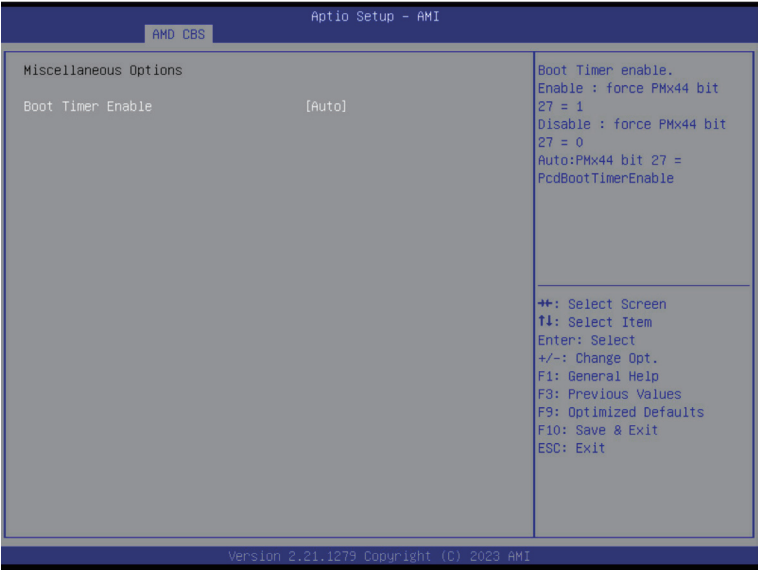 Aptio Setup – AMI
AMD CBS
Miscellaneous Options
Boot Timer Enable [Auto]
Boot Timer enable.
Enable : force PMx44 bit
27 = 1
Disable : force PMx44 bit
27 = 0
Auto:PMx44 bit 27 =
PcdBootTimerEnable
→←: Select Screen
↑↓: Select Item
Enter: Select
+/-: Change Opt.
F1: General Help
F3: Previous Values
F9: Optimized Defaults
F10: Save & Exit
ESC: Exit
Version 2.21.1279 Copyright (C) 2023 AMI